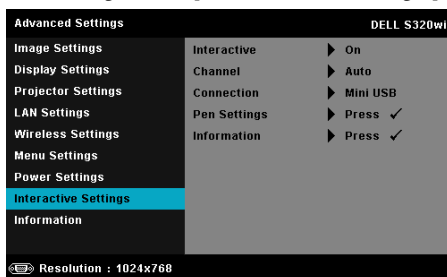 Advanced Settings DELL S320wi
Image Settings Interactive On
Display Settings Channel Auto
Projector Settings Connection Mini USB
LAN Settings Pen Settings Press ✓
Wireless Settings Information Press ✓
Menu Settings
Power Settings
Interactive Settings
Information
Resolution : 1024x768